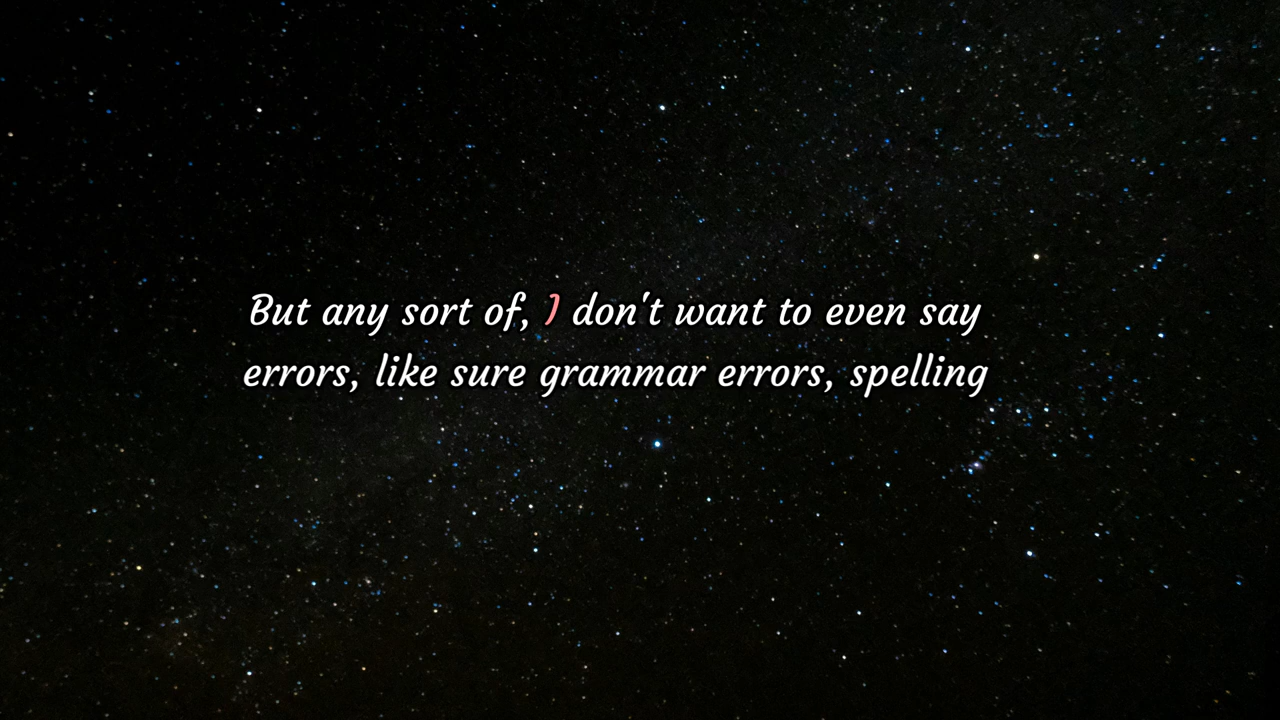 But any sort of, I don't want to even say
errors, like sure grammar errors, spelling